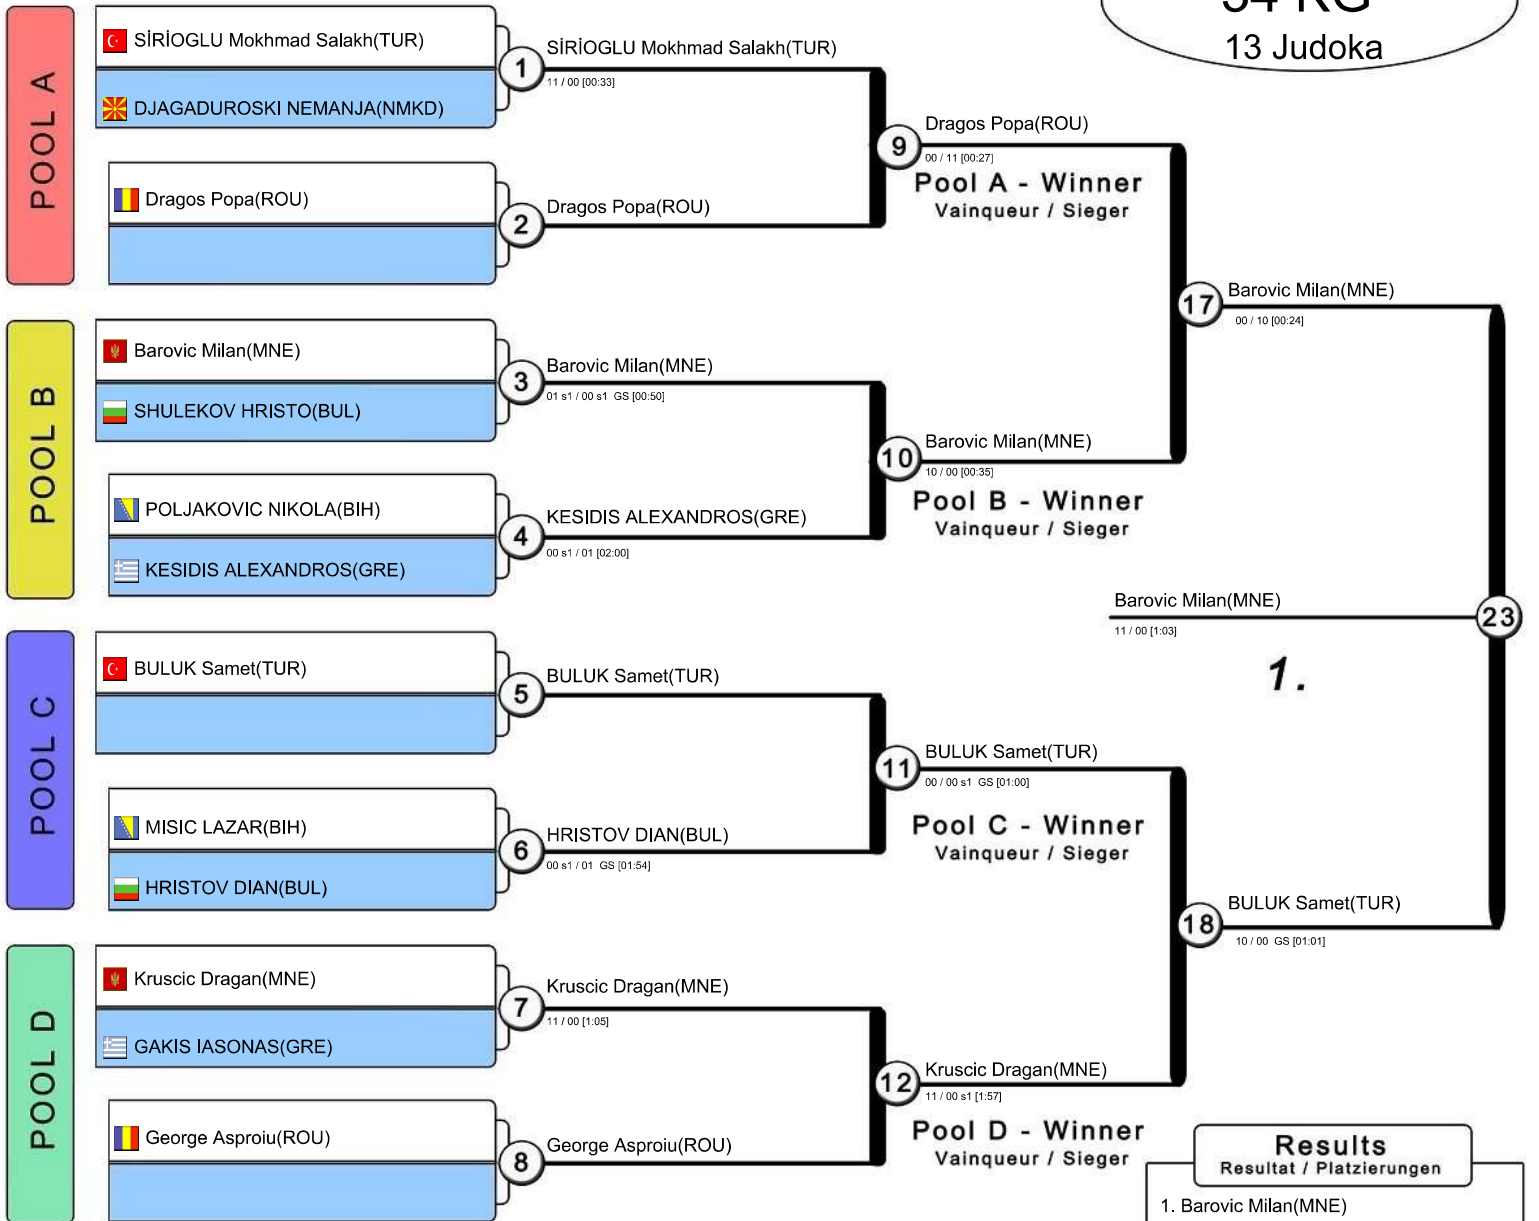 34 KG
13 Judoka
POOL A
SİRİOGLU Mokhmad Salakh(TUR)
DJAGADUROSKI NEMANJA(NMKD)
1
SİRİOGLU Mokhmad Salakh(TUR)
11 / 00 [00:33]
Dragos Popa(ROU)
2
Dragos Popa(ROU)
9
Dragos Popa(ROU)
00 / 11 [00:27]
Pool A - Winner
Vainqueur / Sieger
POOL B
Barovic Milan(MNE)
SHULEKOV HRISTO(BUL)
3
Barovic Milan(MNE)
01 s1 / 00 s1 GS [00:50]
POLJAKOVIC NIKOLA(BIH)
KESIDIS ALEXANDROS(GRE)
4
KESIDIS ALEXANDROS(GRE)
00 s1 / 01 [02:00]
10
Barovic Milan(MNE)
10 / 00 [00:35]
Pool B - Winner
Vainqueur / Sieger
17
Barovic Milan(MNE)
00 / 10 [00:24]
POOL C
BULUK Samet(TUR)
5
BULUK Samet(TUR)
MISIC LAZAR(BIH)
HRISTOV DIAN(BUL)
6
HRISTOV DIAN(BUL)
00 s1 / 01 GS [01:54]
11
BULUK Samet(TUR)
00 / 00 s1 GS [01:00]
Pool C - Winner
Vainqueur / Sieger
POOL D
Kruscic Dragan(MNE)
GAKIS IASONAS(GRE)
7
Kruscic Dragan(MNE)
11 / 00 [1:05]
George Asproiu(ROU)
8
George Asproiu(ROU)
12
Kruscic Dragan(MNE)
11 / 00 s1 [1:57]
Pool D - Winner
Vainqueur / Sieger
18
BULUK Samet(TUR)
10 / 00 GS [01:01]
23
Barovic Milan(MNE)
11 / 00 [1:03]
1.
Results
Resultat / Platzierungen
1. Barovic Milan(MNE)